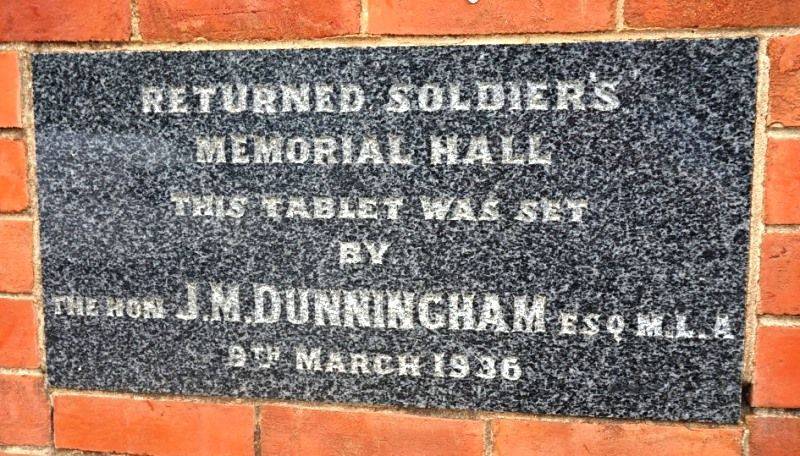 RETURNED SOLDIER'S
MEMORIAL HALL
THIS TABLET WAS SET
BY
THE HON J.M. DUNNINGHAM ESQ M.L.A
9TH MARCH 1936